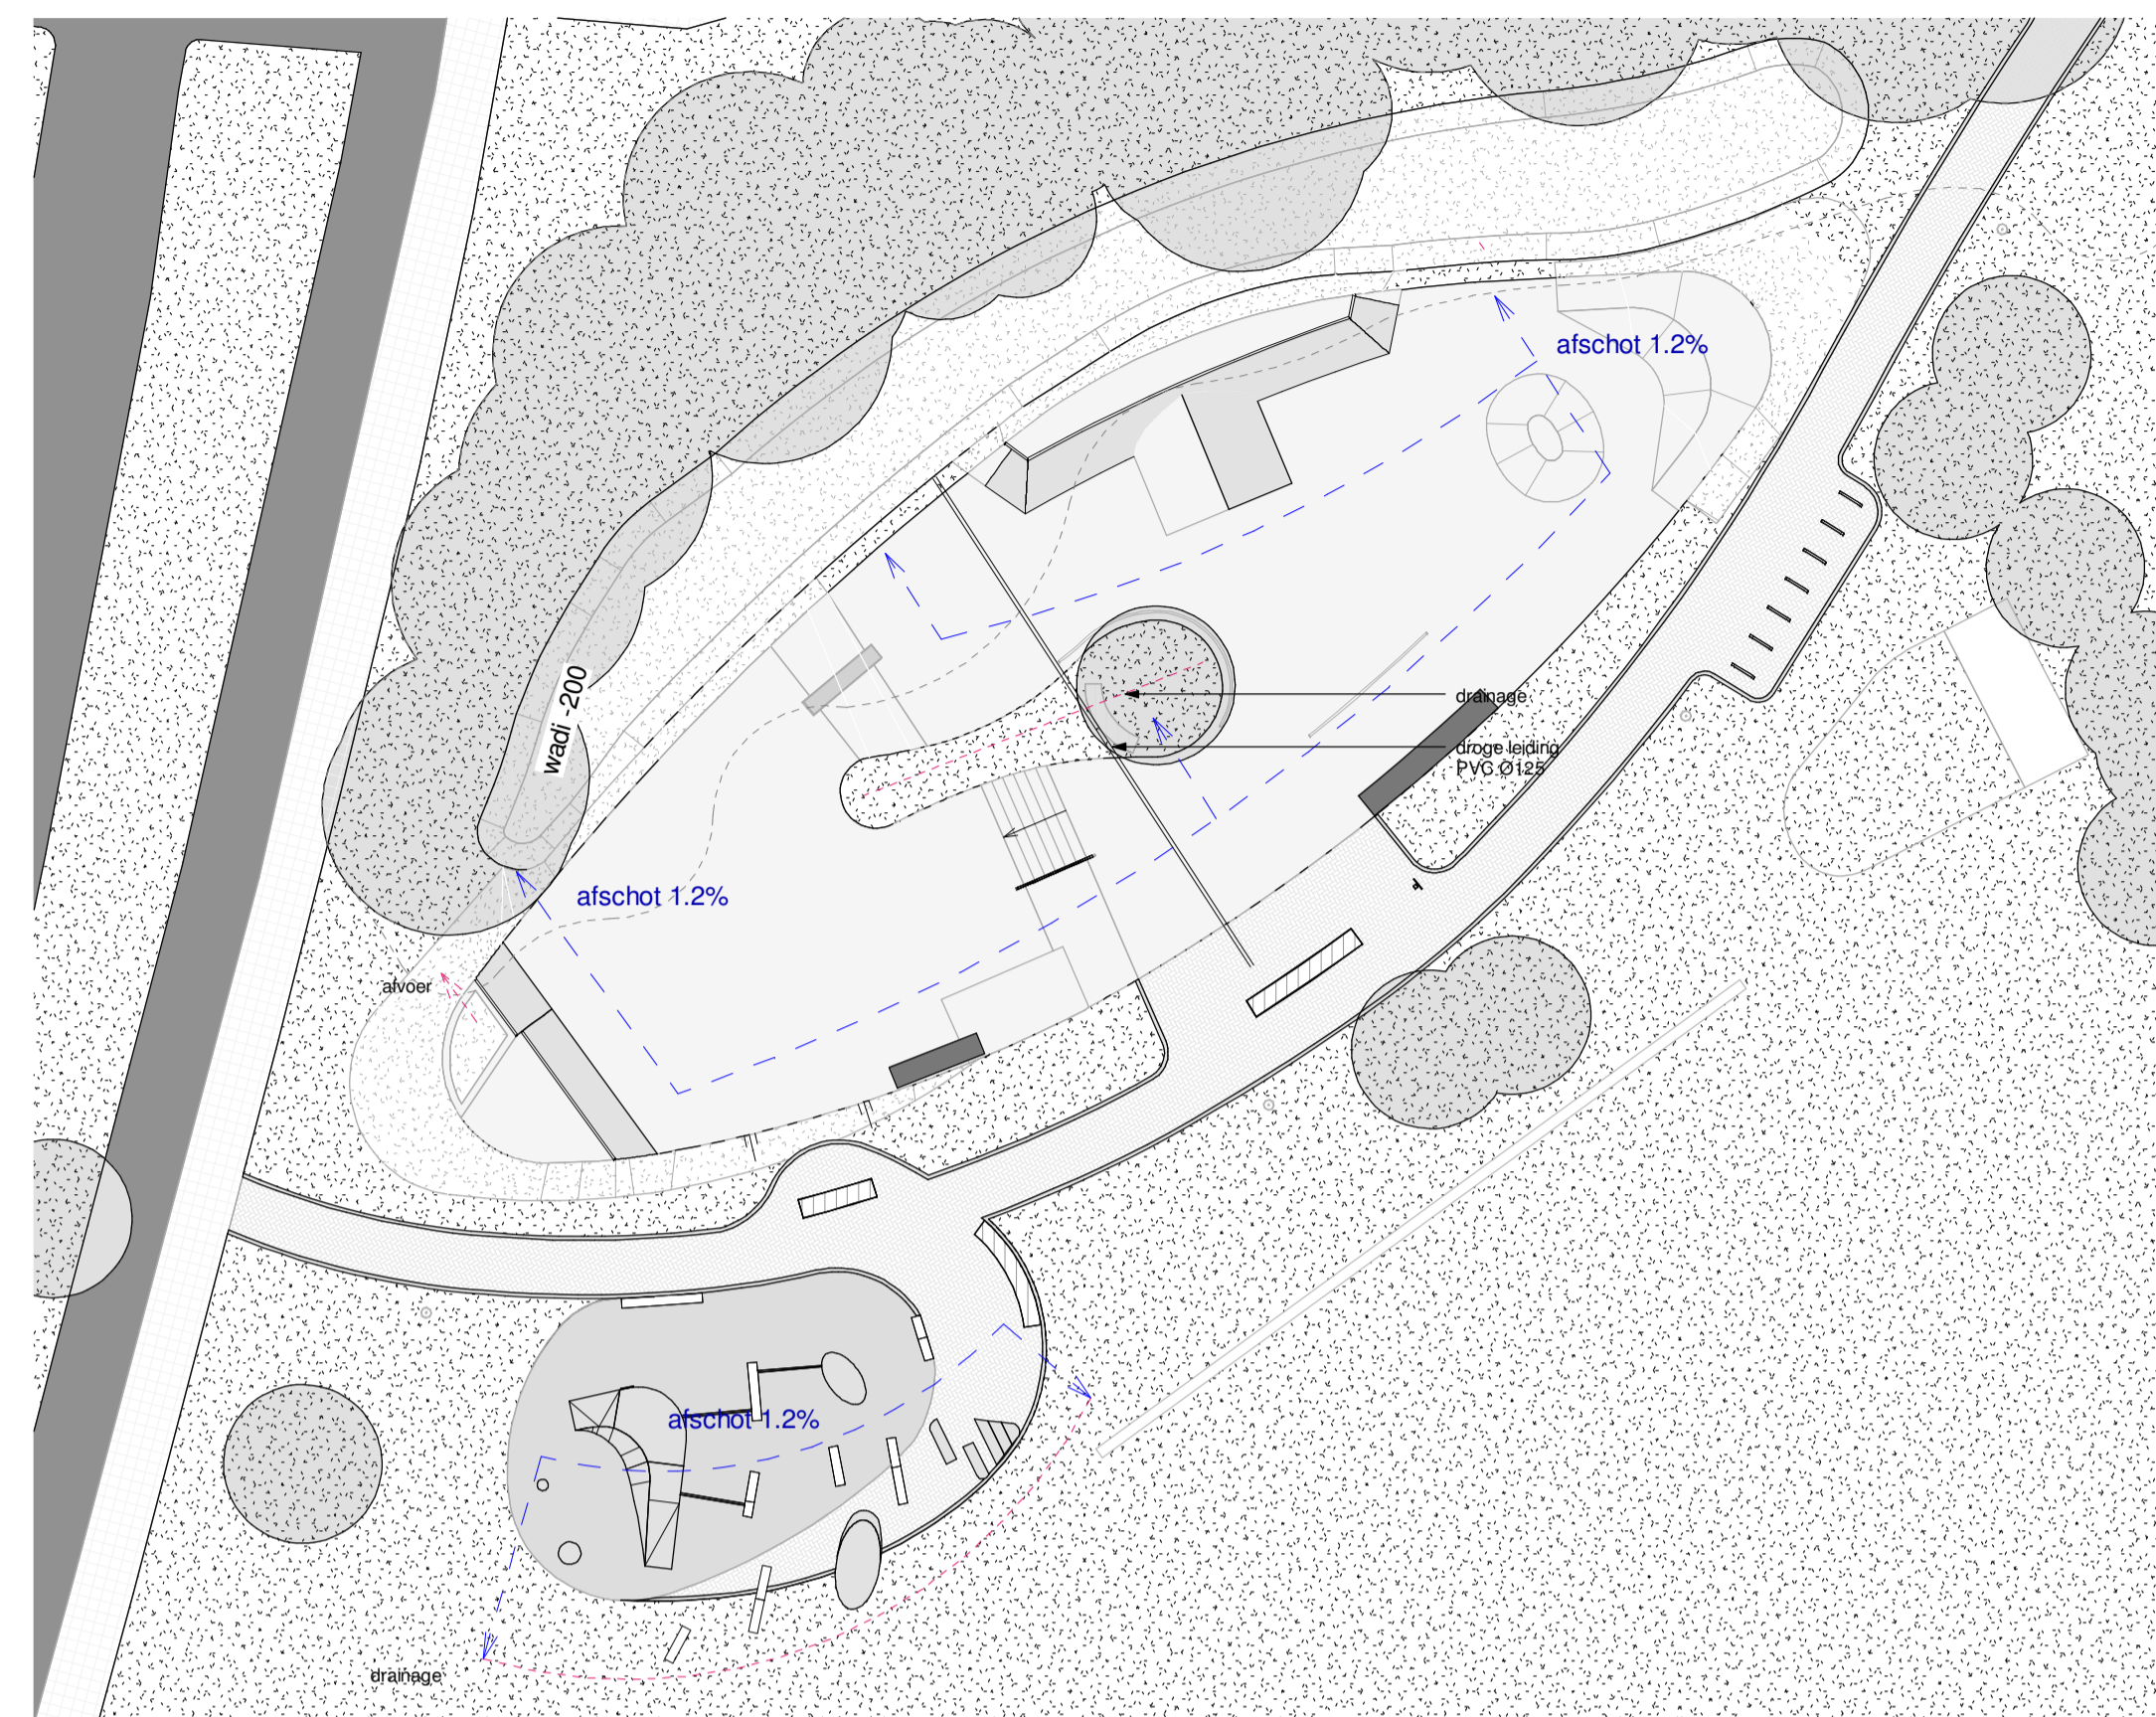 afschot 1.2%
wadi -200
drainage
droge leiding
PVC Ø125
afschot 1.2%
afvoer
afschot 1.2%
drainage